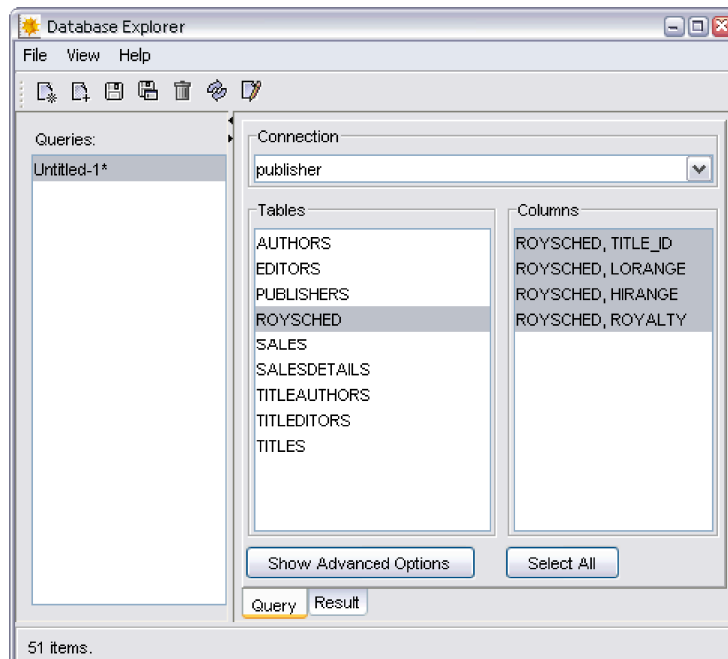 Database Explorer
File View Help
Queries:
Untitled-1*
Connection
publisher
Tables
AUTHORS
EDITORS
PUBLISHERS
ROYSCHED
SALES
SALESDETAILS
TITLEAUTHORS
TITLEDITORS
TITLES
Columns
ROYSCHED, TITLE_ID
ROYSCHED, LORANGE
ROYSCHED, HIRANGE
ROYSCHED, ROYALTY
Show Advanced Options
Select All
Query Result
51 items.